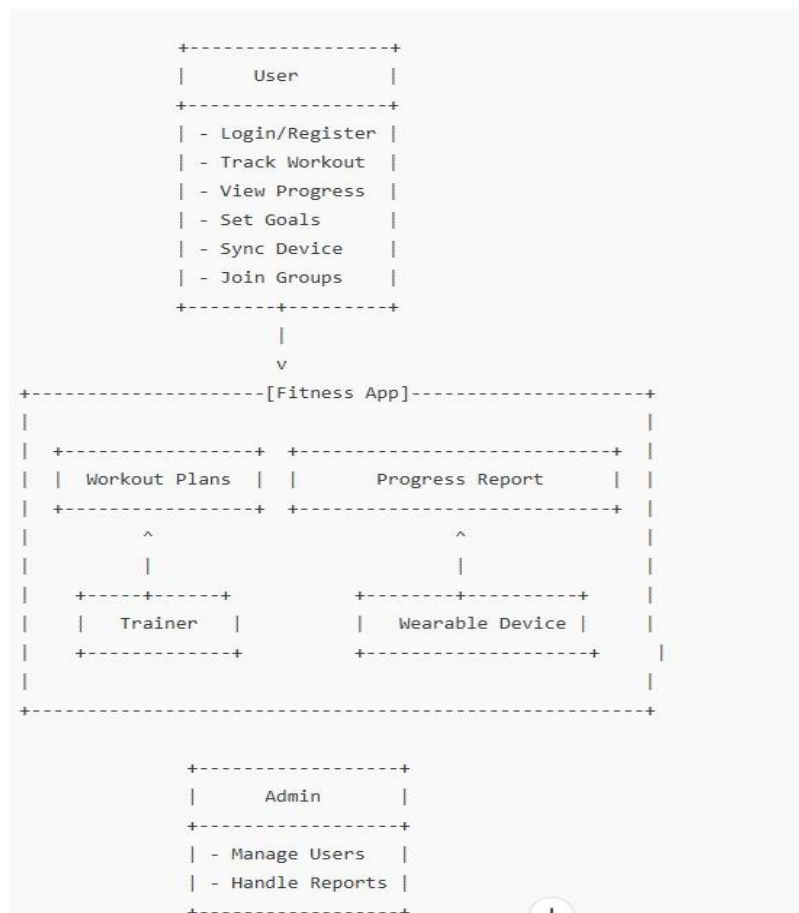 User
- Login/Register
- Track Workout
- View Progress
- Set Goals
- Sync Device
- Join Groups
v
[Fitness App]
Workout Plans Progress Report
^ ^
Trainer Wearable Device
Admin
- Manage Users
- Handle Reports